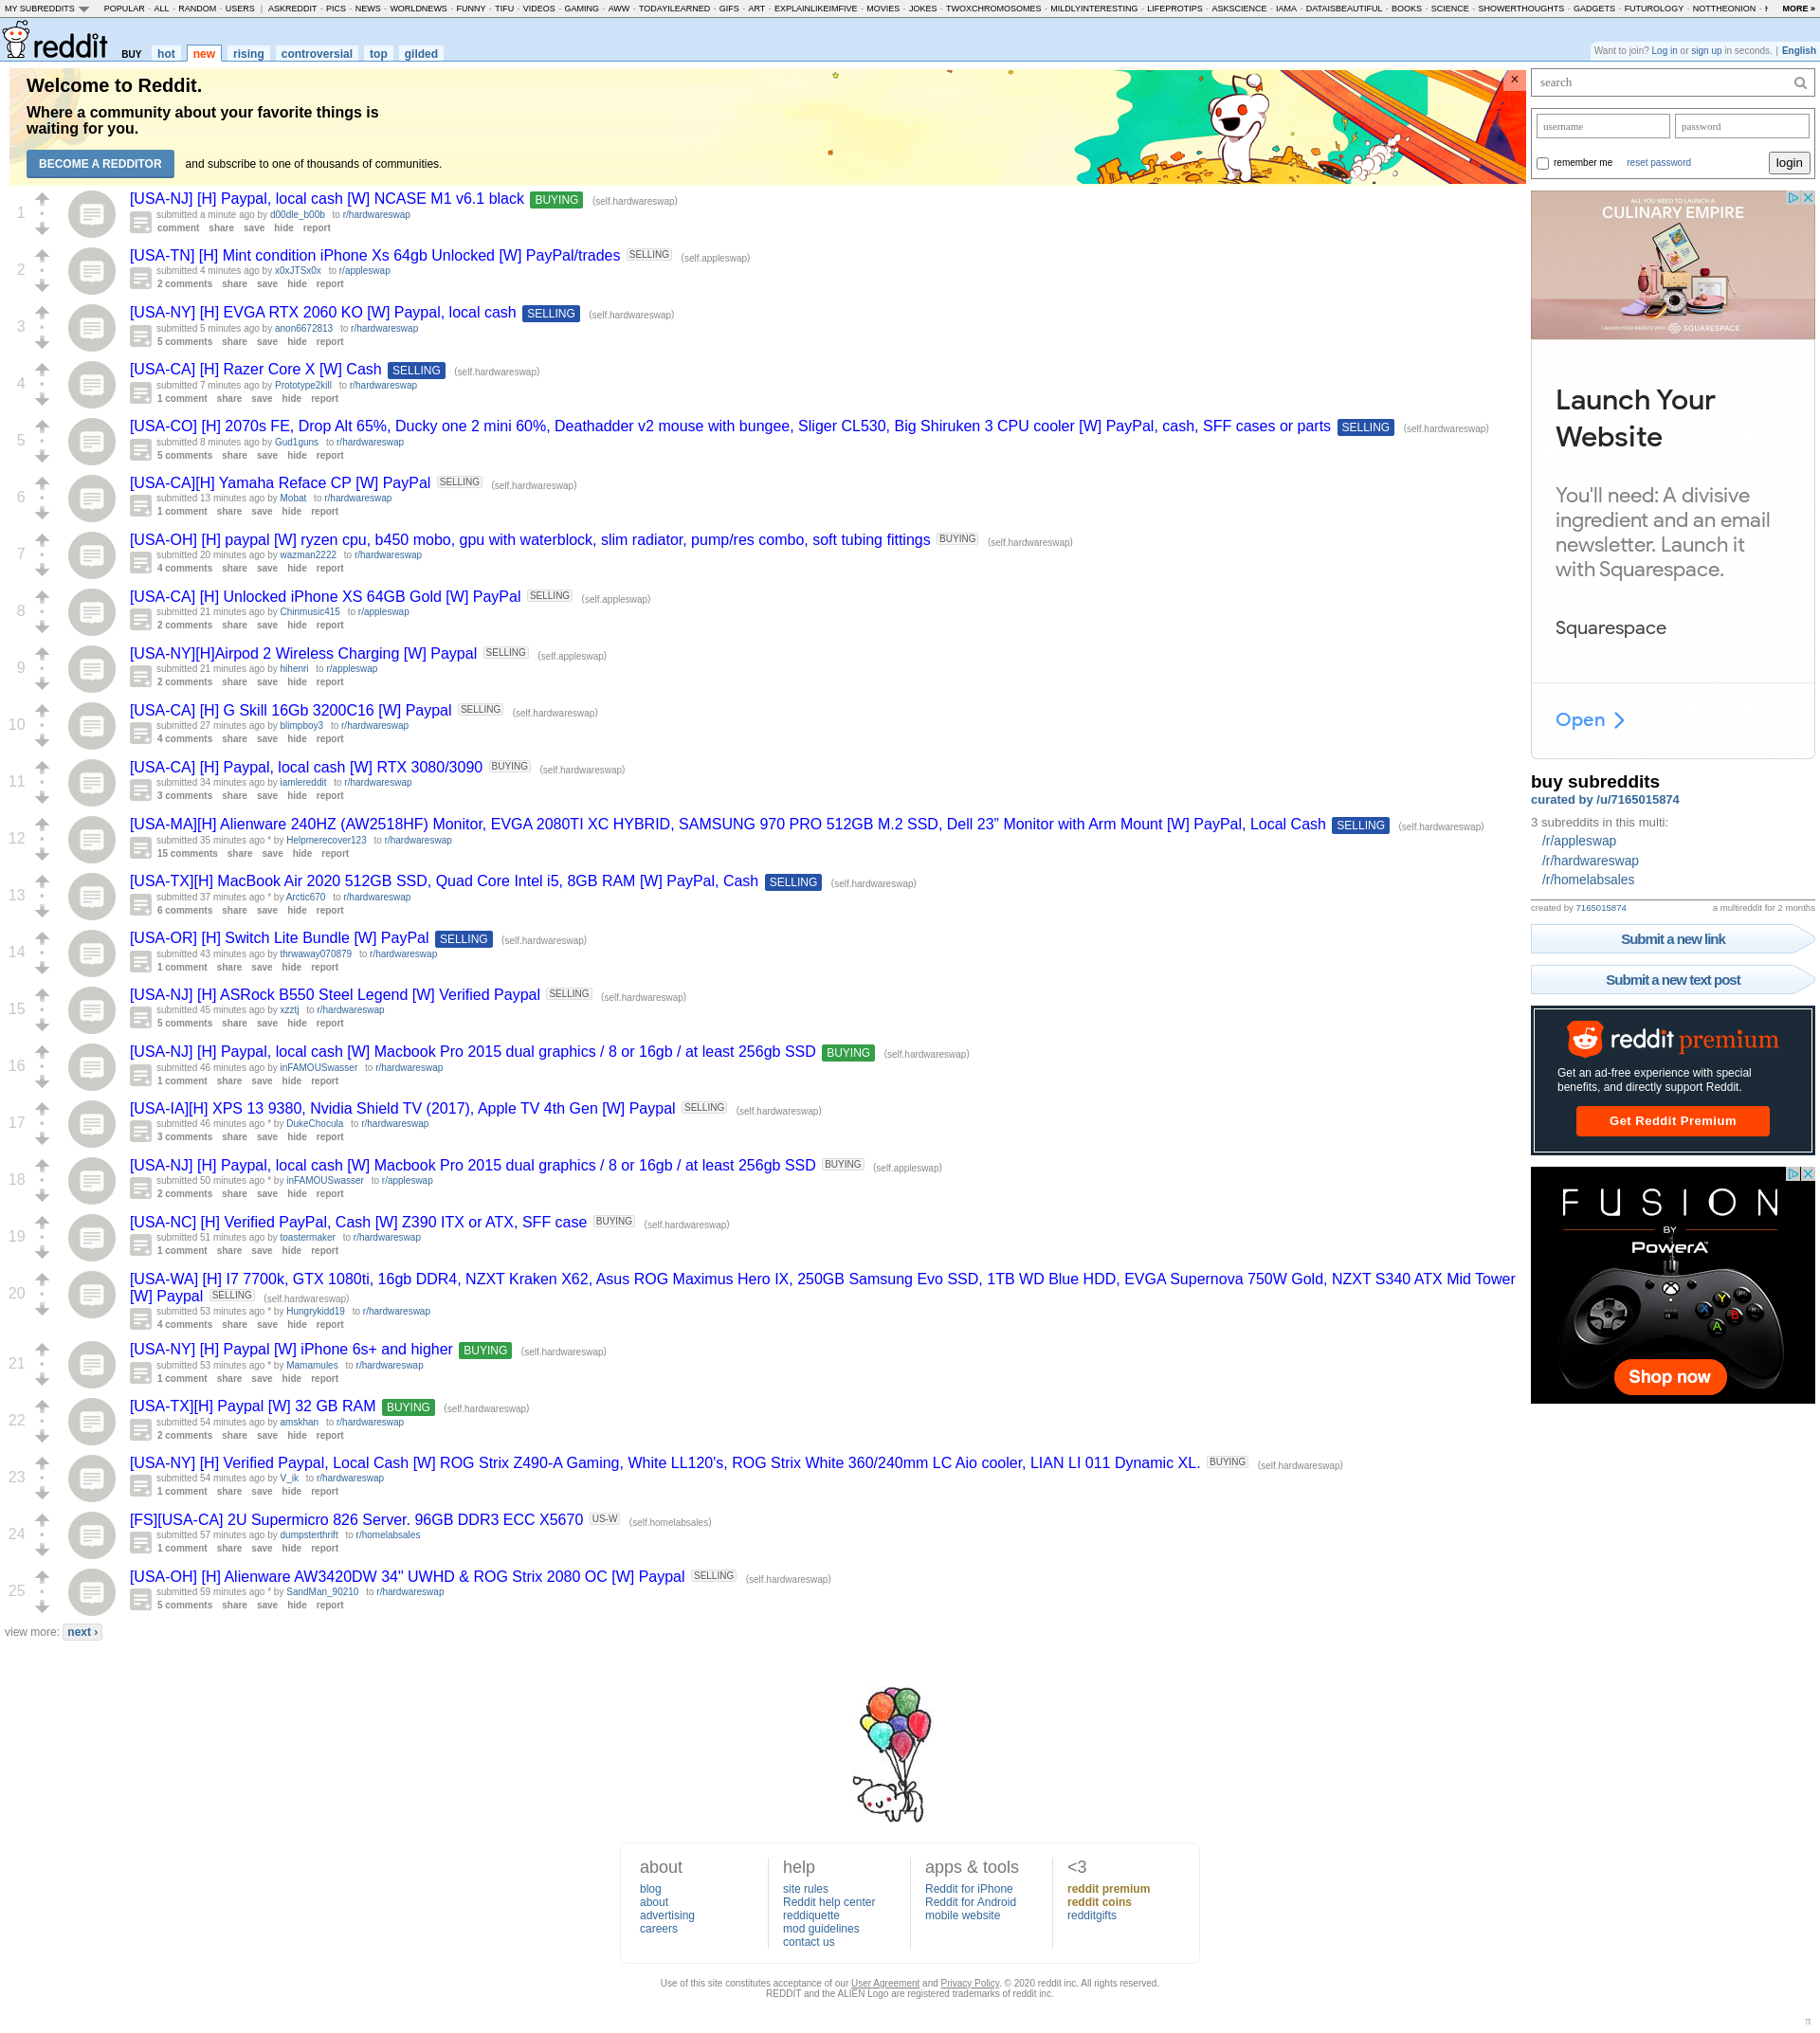 MY SUBREDDITS POPULAR - ALL - RANDOM - USERS | ASKREDDIT - PICS - NEWS - WORLDNEWS - FUNNY - TIFU - VIDEOS - GAMING - AWW - TODAYILEARNED - GIFS - ART - EXPLAINLIKEIMFIVE - MOVIES - JOKES - TWOXCHROMOSOMES - MILDLYINTERESTING - LIFEPROTIPS - ASKSCIENCE - IAMA - DATAISBEAUTIFUL - BOOKS - SCIENCE - SHOWERTHOUGHTS - GADGETS - FUTUROLOGY - NOTTHEONION - MORE »
reddit BUY hot new rising controversial top gilded
Want to join? Log in or sign up in seconds. | English
Welcome to Reddit.
Where a community about your favorite things is
waiting for you.
BECOME A REDDITOR and subscribe to one of thousands of communities.
×
1
[USA-NJ] [H] Paypal, local cash [W] NCASE M1 v6.1 black BUYING (self.hardwareswap)
submitted a minute ago by d00dle_b00b to r/hardwareswap
comment share save hide report
2
[USA-TN] [H] Mint condition iPhone Xs 64gb Unlocked [W] PayPal/trades SELLING (self.appleswap)
submitted 4 minutes ago by x0xJTSx0x to r/appleswap
2 comments share save hide report
3
[USA-NY] [H] EVGA RTX 2060 KO [W] Paypal, local cash SELLING (self.hardwareswap)
submitted 5 minutes ago by anon6672813 to r/hardwareswap
5 comments share save hide report
4
[USA-CA] [H] Razer Core X [W] Cash SELLING (self.hardwareswap)
submitted 7 minutes ago by Prototype2kill to r/hardwareswap
1 comment share save hide report
5
[USA-CO] [H] 2070s FE, Drop Alt 65%, Ducky one 2 mini 60%, Deathadder v2 mouse with bungee, Sliger CL530, Big Shiruken 3 CPU cooler [W] PayPal, cash, SFF cases or parts SELLING (self.hardwareswap)
submitted 8 minutes ago by Gud1guns to r/hardwareswap
5 comments share save hide report
6
[USA-CA][H] Yamaha Reface CP [W] PayPal SELLING (self.hardwareswap)
submitted 13 minutes ago by Mobat to r/hardwareswap
1 comment share save hide report
7
[USA-OH] [H] paypal [W] ryzen cpu, b450 mobo, gpu with waterblock, slim radiator, pump/res combo, soft tubing fittings BUYING (self.hardwareswap)
submitted 20 minutes ago by wazman2222 to r/hardwareswap
4 comments share save hide report
8
[USA-CA] [H] Unlocked iPhone XS 64GB Gold [W] PayPal SELLING (self.appleswap)
submitted 21 minutes ago by Chinmusic415 to r/appleswap
2 comments share save hide report
9
[USA-NY][H]Airpod 2 Wireless Charging [W] Paypal SELLING (self.appleswap)
submitted 21 minutes ago by hihenri to r/appleswap
2 comments share save hide report
10
[USA-CA] [H] G Skill 16Gb 3200C16 [W] Paypal SELLING (self.hardwareswap)
submitted 27 minutes ago by blimpboy3 to r/hardwareswap
4 comments share save hide report
11
[USA-CA] [H] Paypal, local cash [W] RTX 3080/3090 BUYING (self.hardwareswap)
submitted 34 minutes ago by iamlereddit to r/hardwareswap
3 comments share save hide report
12
[USA-MA][H] Alienware 240HZ (AW2518HF) Monitor, EVGA 2080TI XC HYBRID, SAMSUNG 970 PRO 512GB M.2 SSD, Dell 23” Monitor with Arm Mount [W] PayPal, Local Cash SELLING (self.hardwareswap)
submitted 35 minutes ago * by Helpmerecover123 to r/hardwareswap
15 comments share save hide report
13
[USA-TX][H] MacBook Air 2020 512GB SSD, Quad Core Intel i5, 8GB RAM [W] PayPal, Cash SELLING (self.hardwareswap)
submitted 37 minutes ago * by Arctic670 to r/hardwareswap
6 comments share save hide report
14
[USA-OR] [H] Switch Lite Bundle [W] PayPal SELLING (self.hardwareswap)
submitted 43 minutes ago by thrwaway070879 to r/hardwareswap
1 comment share save hide report
15
[USA-NJ] [H] ASRock B550 Steel Legend [W] Verified Paypal SELLING (self.hardwareswap)
submitted 45 minutes ago by xzztj to r/hardwareswap
5 comments share save hide report
16
[USA-NJ] [H] Paypal, local cash [W] Macbook Pro 2015 dual graphics / 8 or 16gb / at least 256gb SSD BUYING (self.hardwareswap)
submitted 46 minutes ago by inFAMOUSwasser to r/hardwareswap
1 comment share save hide report
17
[USA-IA][H] XPS 13 9380, Nvidia Shield TV (2017), Apple TV 4th Gen [W] Paypal SELLING (self.hardwareswap)
submitted 46 minutes ago * by DukeChocula to r/hardwareswap
3 comments share save hide report
18
[USA-NJ] [H] Paypal, local cash [W] Macbook Pro 2015 dual graphics / 8 or 16gb / at least 256gb SSD BUYING (self.appleswap)
submitted 50 minutes ago * by inFAMOUSwasser to r/appleswap
2 comments share save hide report
19
[USA-NC] [H] Verified PayPal, Cash [W] Z390 ITX or ATX, SFF case BUYING (self.hardwareswap)
submitted 51 minutes ago by toastermaker to r/hardwareswap
1 comment share save hide report
20
[USA-WA] [H] I7 7700k, GTX 1080ti, 16gb DDR4, NZXT Kraken X62, Asus ROG Maximus Hero IX, 250GB Samsung Evo SSD, 1TB WD Blue HDD, EVGA Supernova 750W Gold, NZXT S340 ATX Mid Tower
[W] Paypal SELLING (self.hardwareswap)
submitted 53 minutes ago * by Hungrykidd19 to r/hardwareswap
4 comments share save hide report
21
[USA-NY] [H] Paypal [W] iPhone 6s+ and higher BUYING (self.hardwareswap)
submitted 53 minutes ago * by Mamamules to r/hardwareswap
1 comment share save hide report
22
[USA-TX][H] Paypal [W] 32 GB RAM BUYING (self.hardwareswap)
submitted 54 minutes ago by amskhan to r/hardwareswap
2 comments share save hide report
23
[USA-NY] [H] Verified Paypal, Local Cash [W] ROG Strix Z490-A Gaming, White LL120's, ROG Strix White 360/240mm LC Aio cooler, LIAN LI 011 Dynamic XL. BUYING (self.hardwareswap)
submitted 54 minutes ago by V_ik to r/hardwareswap
1 comment share save hide report
24
[FS][USA-CA] 2U Supermicro 826 Server. 96GB DDR3 ECC X5670 US-W (self.homelabsales)
submitted 57 minutes ago by dumpsterthrift to r/homelabsales
1 comment share save hide report
25
[USA-OH] [H] Alienware AW3420DW 34" UWHD & ROG Strix 2080 OC [W] Paypal SELLING (self.hardwareswap)
submitted 59 minutes ago * by SandMan_90210 to r/hardwareswap
5 comments share save hide report
view more: next ›
search
username password
remember me reset password login
ALL YOU NEED TO LAUNCH A
CULINARY EMPIRE
LAUNCH YOUR WEBSITE WITH SQUARESPACE
Launch Your
Website
You'll need: A divisive
ingredient and an email
newsletter. Launch it
with Squarespace.
Squarespace
Open
buy subreddits
curated by /u/7165015874
3 subreddits in this multi:
/r/appleswap
/r/hardwareswap
/r/homelabsales
created by 7165015874 a multireddit for 2 months
Submit a new link
Submit a new text post
reddit premium
Get an ad-free experience with special
benefits, and directly support Reddit.
Get Reddit Premium
FUSION
BY
POWERA
X Y B A
Shop now
about
blog
about
advertising
careers
help
site rules
Reddit help center
reddiquette
mod guidelines
contact us
apps & tools
Reddit for iPhone
Reddit for Android
mobile website
<3
reddit premium
reddit coins
redditgifts
Use of this site constitutes acceptance of our User Agreement and Privacy Policy. © 2020 reddit inc. All rights reserved.
REDDIT and the ALIEN Logo are registered trademarks of reddit inc.
π